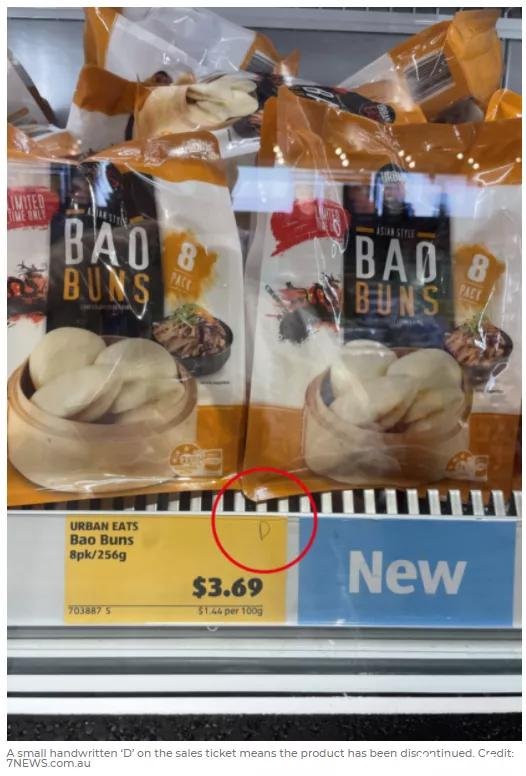 LIMITED
TIME ONLY
ASIAN STYLE
BAO
BUNS
8
PACK
URBAN
LIMITED
ASIAN STYLE
BAO
BUNS
8
PACK
URBAN EATS
Bao Buns
8pk/256g
D
$3.69
703887 S
$1.44 per 100g
New
A small handwritten ‘D’ on the sales ticket means the product has been discontinued. Credit:
7NEWS.com.au